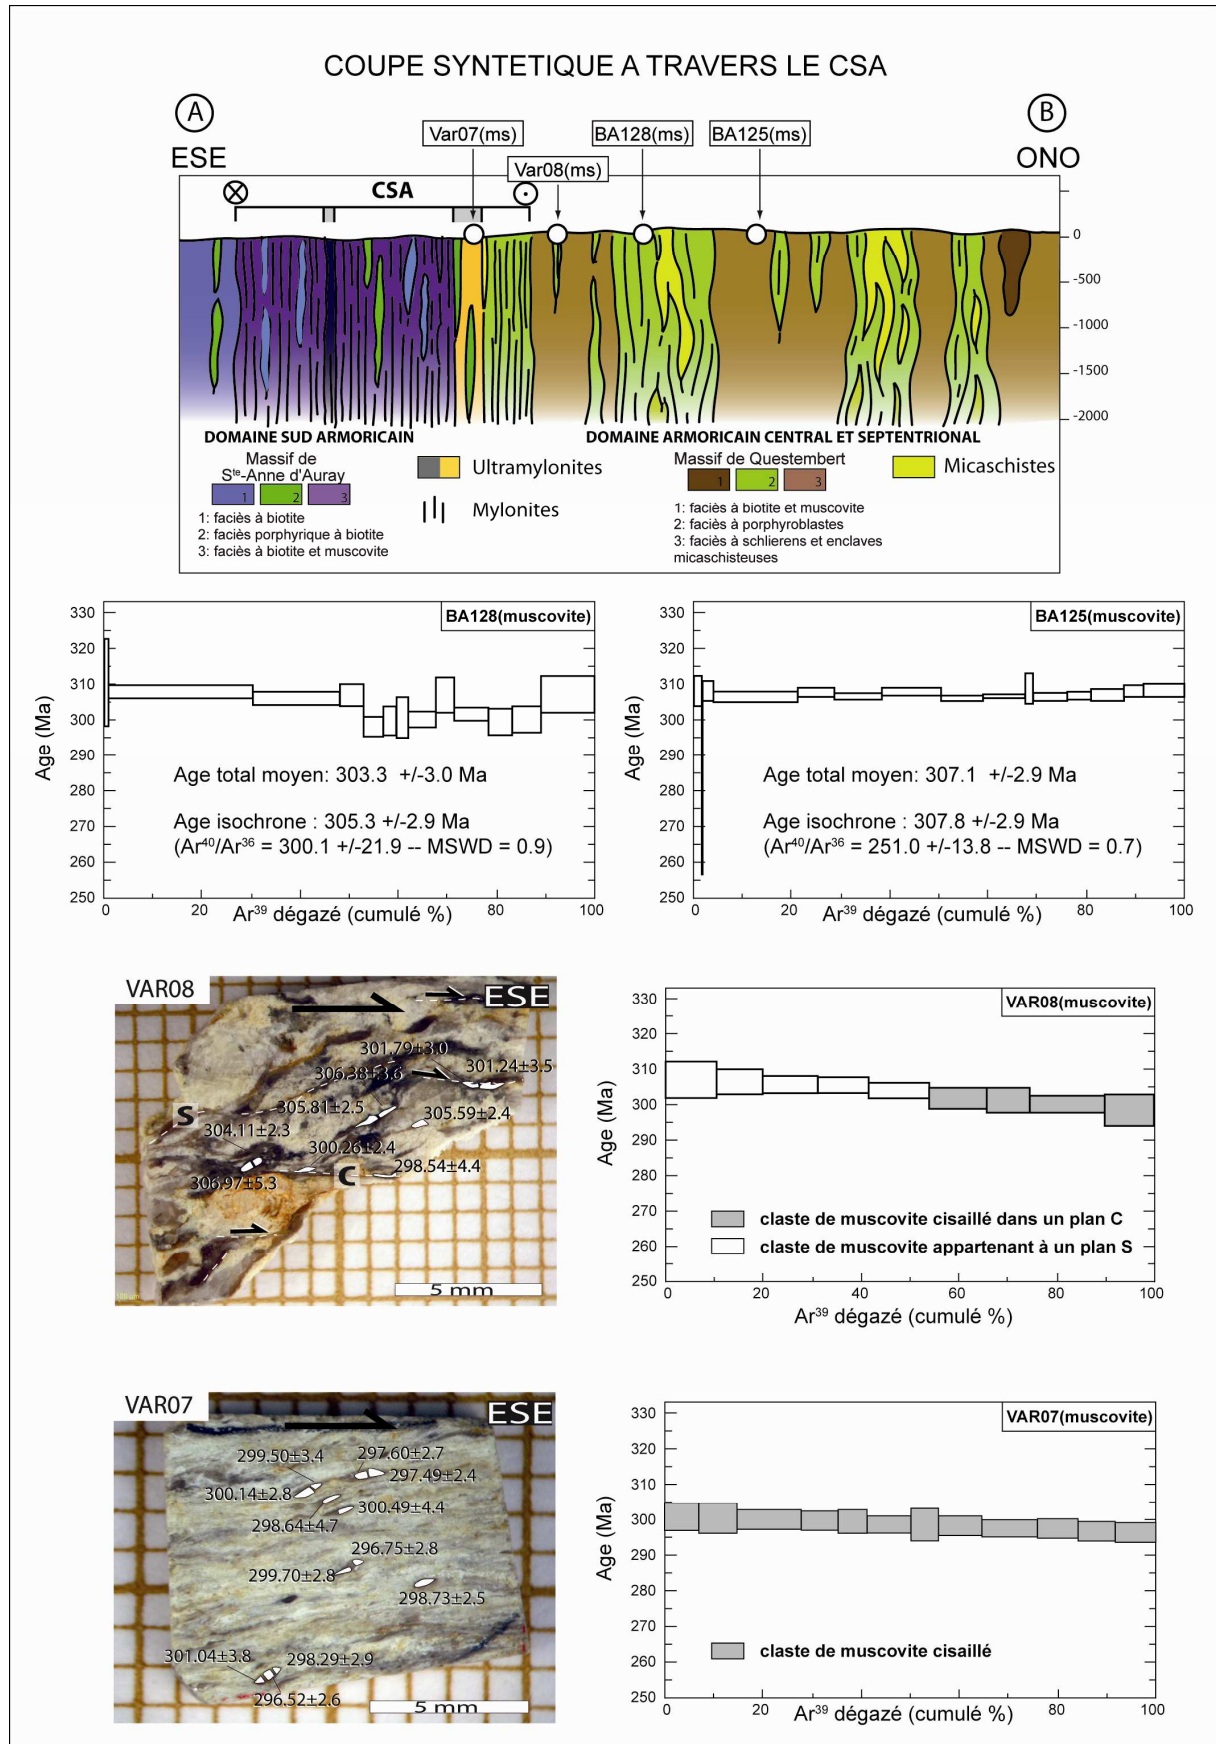 COUPE SYNTETIQUE A TRAVERS LE CSA
A
B
ESE
ONO
Var07(ms)
BA128(ms)
BA125(ms)
Var08(ms)
CSA
0
-500
-1000
-1500
-2000
DOMAINE SUD ARMORICAIN
DOMAINE ARMORICAIN CENTRAL ET SEPTENTRIONAL
Massif de
Sᵗᵉ-Anne d'Auray
1 2 3
1: faciès à biotite
2: faciès porphyrique à biotite
3: faciès à biotite et muscovite
Ultramylonites
Mylonites
Massif de Questembert
1 2 3
1: faciès à biotite et muscovite
2: faciès à porphyroblastes
3: faciès à schlierens et enclaves
micaschisteuses
Micaschistes
BA128(muscovite)
Age (Ma)
330
320
310
300
290
280
270
260
250
Age total moyen: 303.3 +/-3.0 Ma
Age isochrone : 305.3 +/-2.9 Ma
(Ar⁴⁰/Ar³⁶ = 300.1 +/-21.9 -- MSWD = 0.9)
0 20 40 60 80 100
Ar³⁹ dégazé (cumulé %)
BA125(muscovite)
Age (Ma)
330
320
310
300
290
280
270
260
250
Age total moyen: 307.1 +/-2.9 Ma
Age isochrone : 307.8 +/-2.9 Ma
(Ar⁴⁰/Ar³⁶ = 251.0 +/-13.8 -- MSWD = 0.7)
0 20 40 60 80 100
Ar³⁹ dégazé (cumulé %)
VAR08
ESE
301.79±3.0
306.38±3.6
301.24±3.5
305.81±2.5
305.59±2.4
S
304.11±2.3
300.26±2.4
298.54±4.4
C
306.97±5.3
5 mm
VAR08(muscovite)
Age (Ma)
330
320
310
300
290
280
270
260
250
claste de muscovite cisaillé dans un plan C
claste de muscovite appartenant à un plan S
0 20 40 60 80 100
Ar³⁹ dégazé (cumulé %)
VAR07
ESE
299.50±3.4
297.60±2.7
297.49±2.4
300.14±2.8
300.49±4.4
298.64±4.7
296.75±2.8
299.70±2.8
298.73±2.5
301.04±3.8
298.29±2.9
296.52±2.6
5 mm
VAR07(muscovite)
Age (Ma)
330
320
310
300
290
280
270
260
250
claste de muscovite cisaillé
0 20 40 60 80 100
Ar³⁹ dégazé (cumulé %)